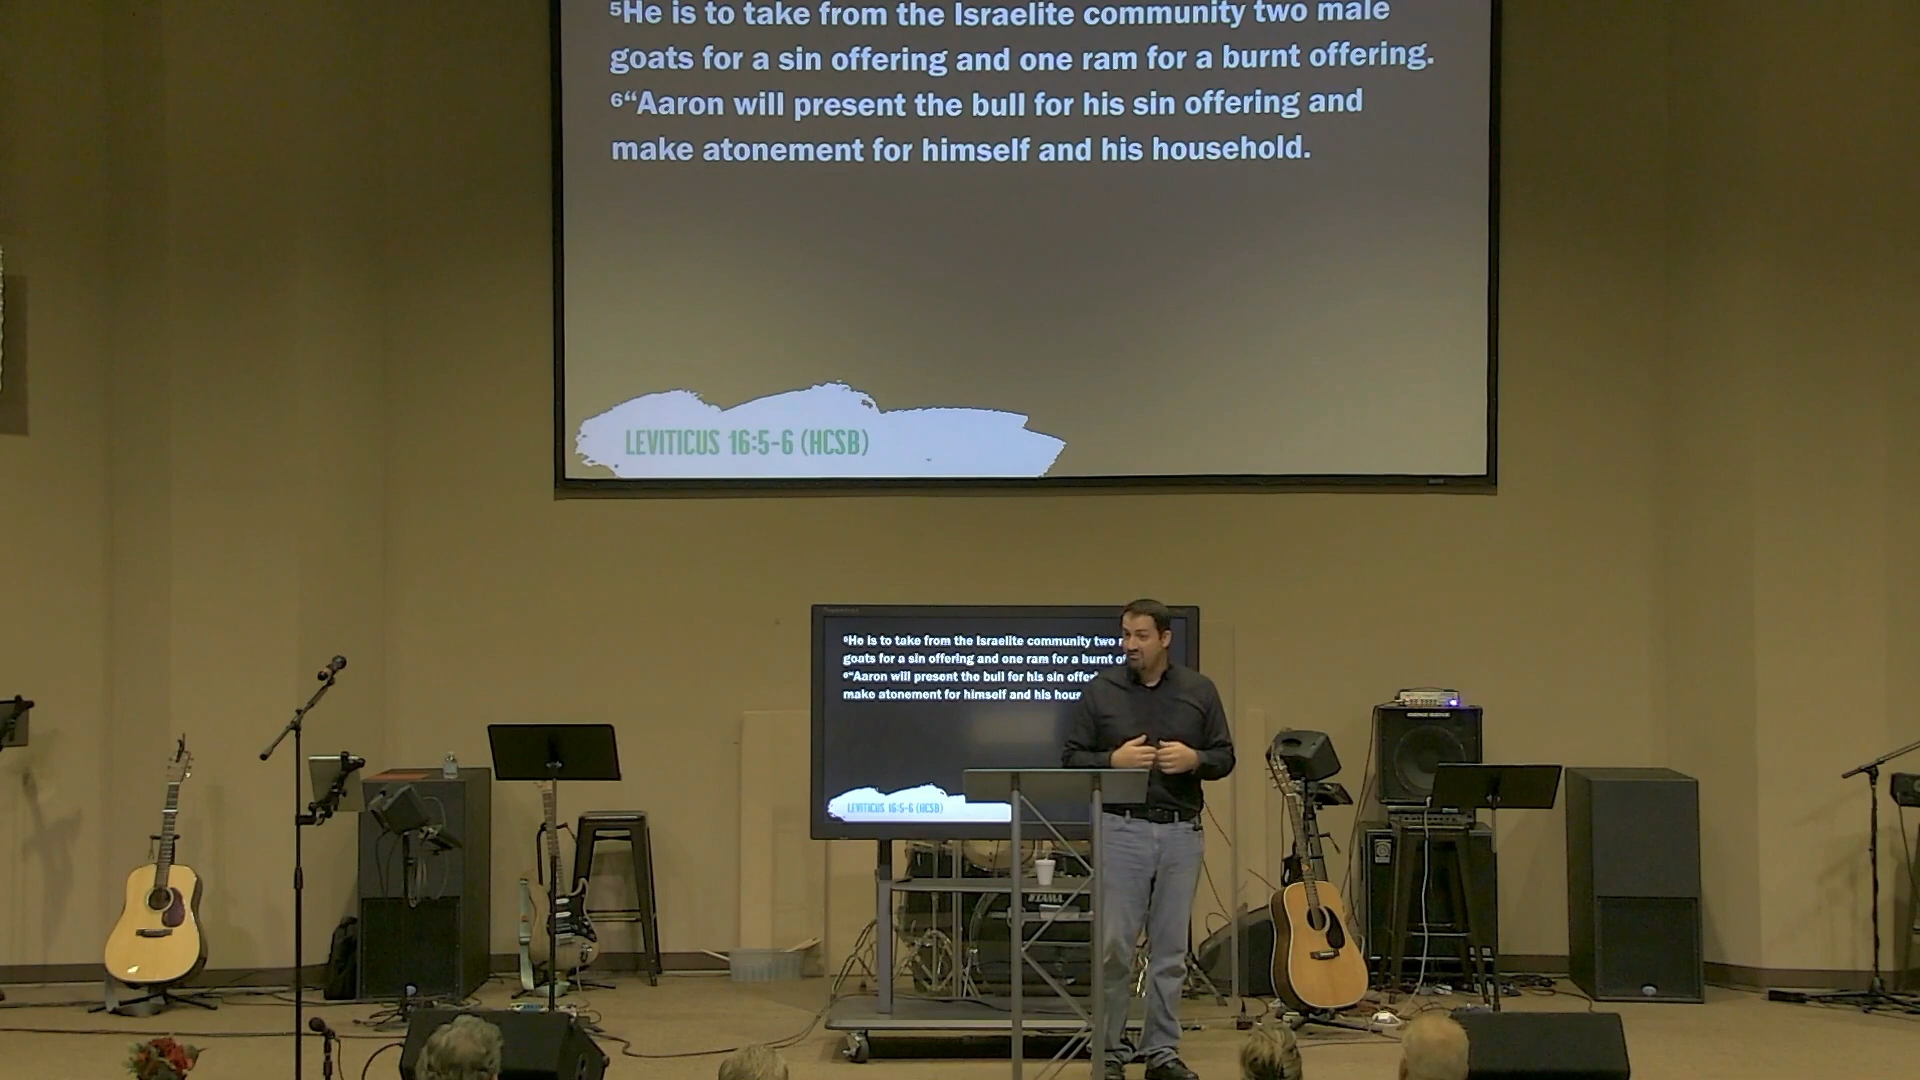 ⁵He is to take from the Israelite community two male
goats for a sin offering and one ram for a burnt offering.
⁶“Aaron will present the bull for his sin offering and
make atonement for himself and his household.
LEVITICUS 16:5-6 (HCSB)
⁵He is to take from the Israelite community two
goats for a sin offering and one ram for a burnt
⁶“Aaron will present the bull for his sin
make atonement for himself and his
LEVITICUS 16:5-6 (HCSB)
TAMA